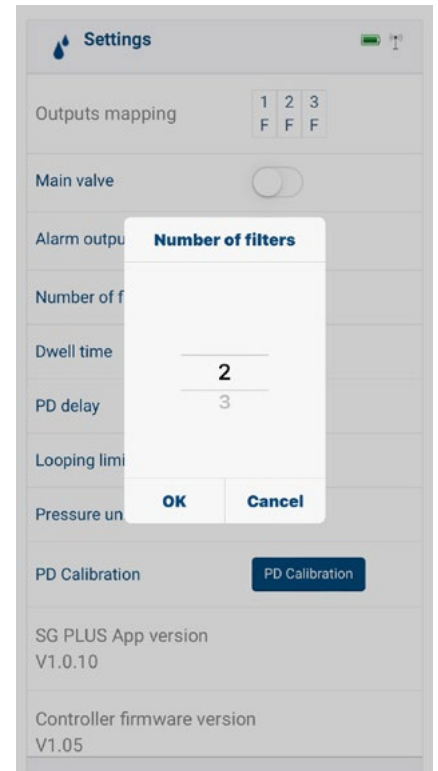 Settings
Outputs mapping
1 2 3
F F F
Main valve
Alarm outpu
Number of f
Dwell time
PD delay
Looping limi
Pressure un
Number of filters
2
3
OK Cancel
PD Calibration
PD Calibration
SG PLUS App version
V1.0.10
Controller firmware version
V1.05